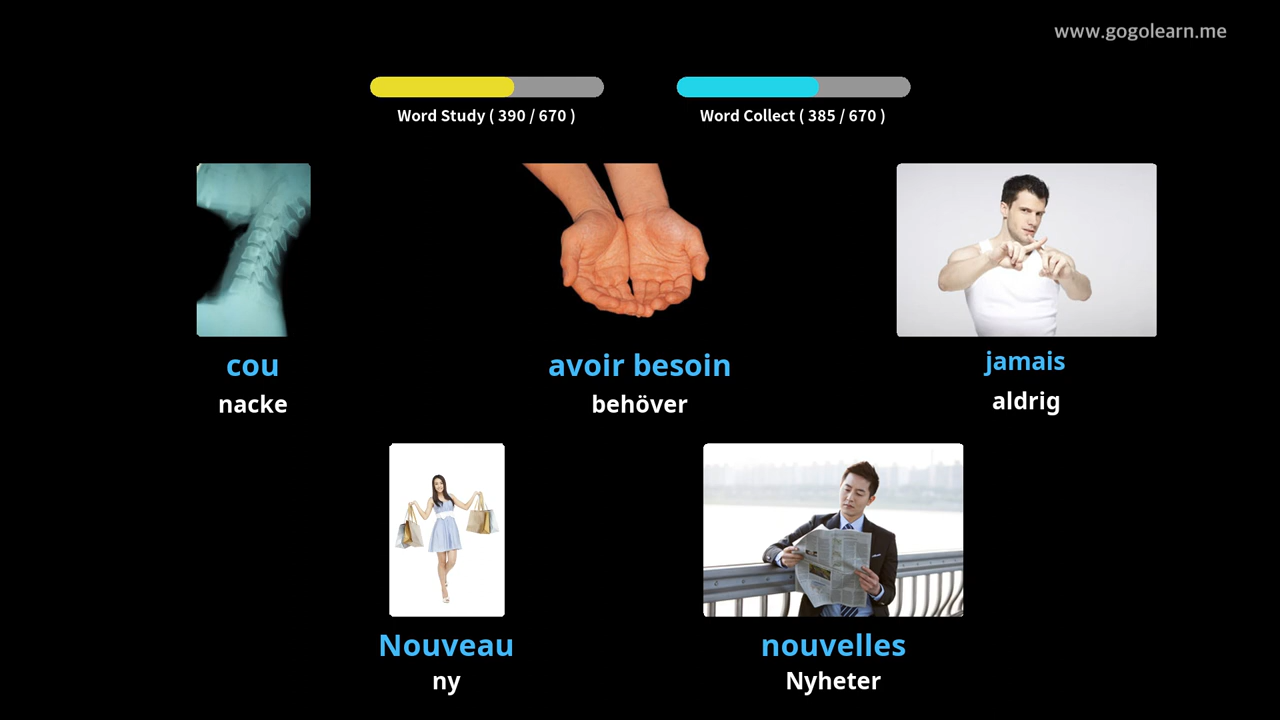 www.gogolearn.me
Word Study ( 390 / 670 )
Word Collect ( 385 / 670 )
cou
nacke
avoir besoin
behöver
jamais
aldrig
Nouveau
ny
nouvelles
Nyheter